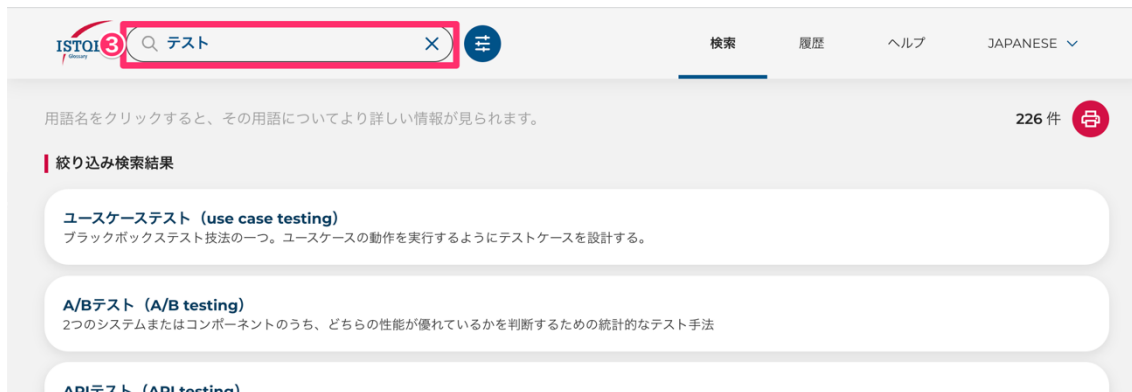 ISTQB
Glossary
3
テスト
検索
履歴
ヘルプ
JAPANESE
用語名をクリックすると、その用語についてより詳しい情報が見られます。
226 件
絞り込み検索結果
ユースケーステスト（use case testing）
ブラックボックステスト技法の一つ。ユースケースの動作を実行するようにテストケースを設計する。
A/Bテスト（A/B testing）
2つのシステムまたはコンポーネントのうち、どちらの性能が優れているかを判断するための統計的なテスト手法
APIテスト（API testing）